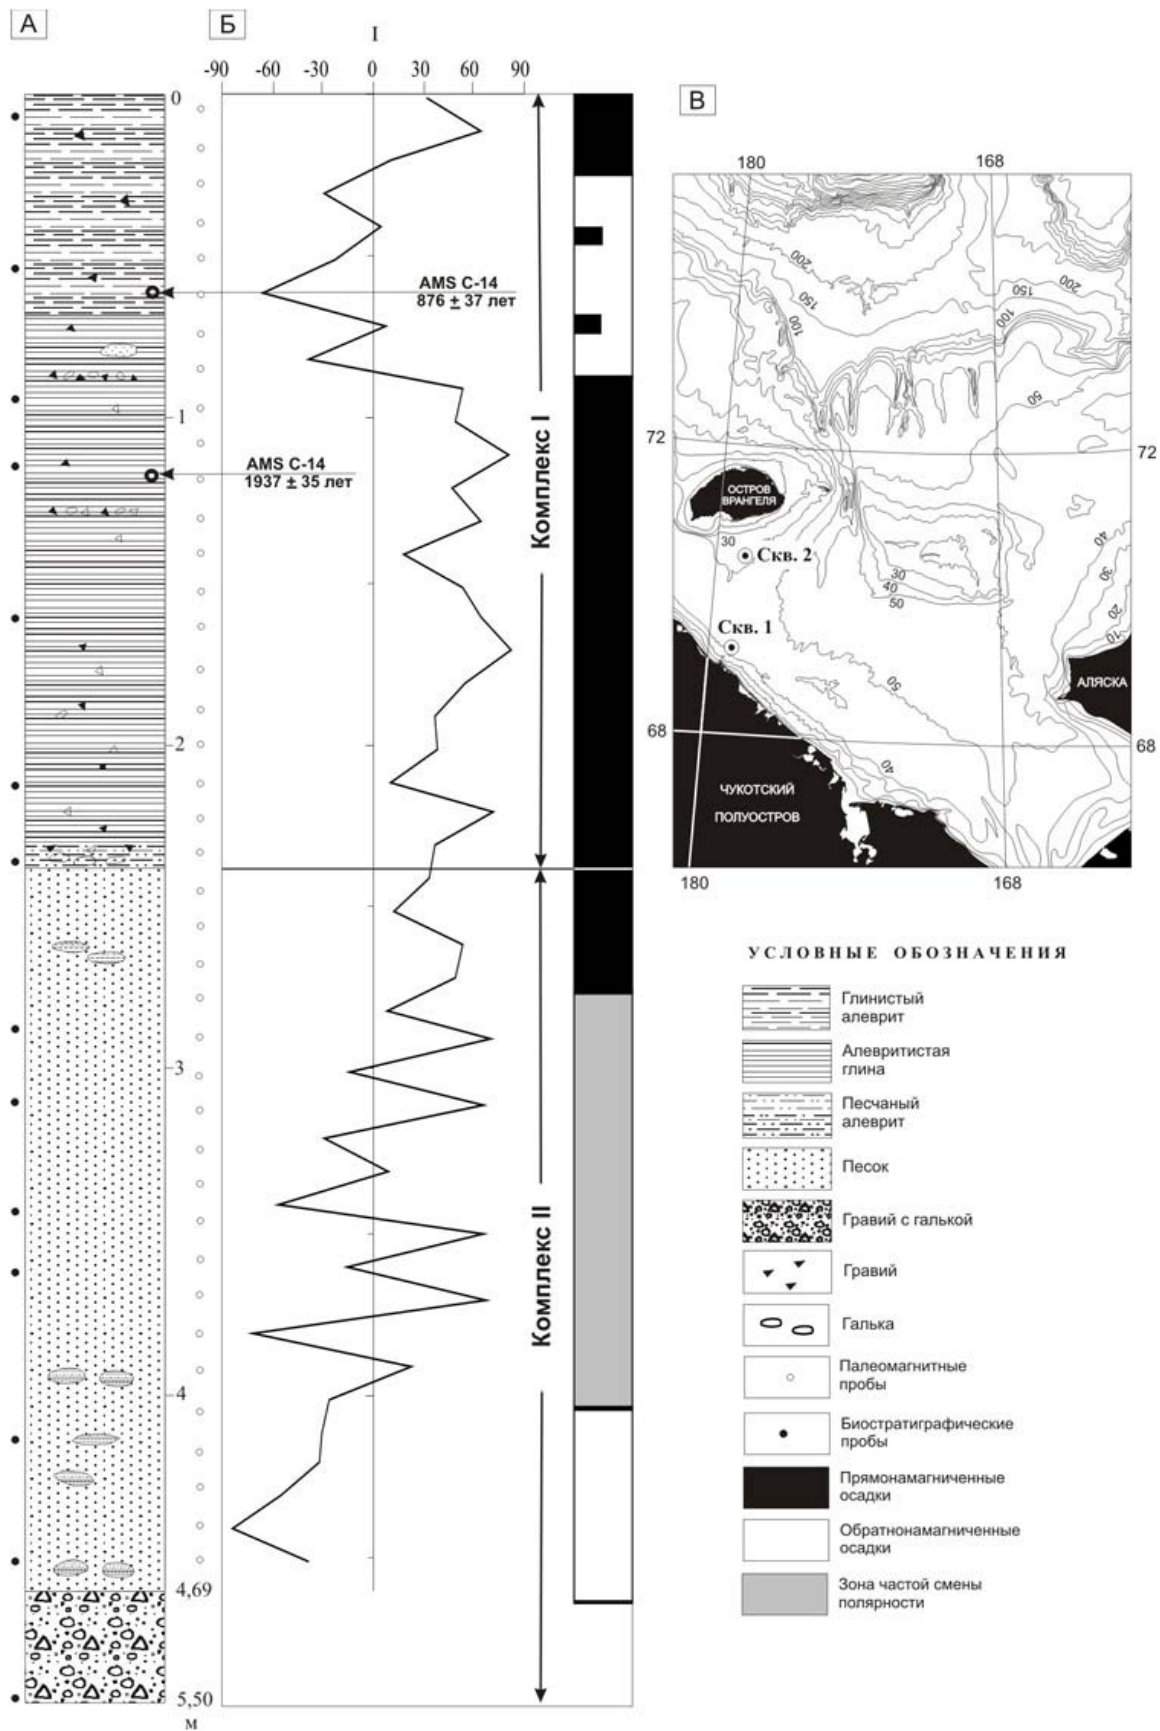 А
Б
I
-90 -60 -30 0 30 60 90
0
AMS C-14
876 ± 37 лет
1
AMS C-14
1937 ± 35 лет
Комплекс I
2
3
Комплекс II
4
4,69
5,50
м
В
180 168
200
150
100
200
150
100
50
72 72
ОСТРОВ
ВРАНГЕЛЯ
30
Скв. 2
30
40
50
40
30
20
10
Скв. 1
50
АЛЯСКА
68 68
40
ЧУКОТСКИЙ
ПОЛУОСТРОВ
180 168
УСЛОВНЫЕ ОБОЗНАЧЕНИЯ
Глинистый
алеврит
Алевритистая
глина
Песчаный
алеврит
Песок
Гравий с галькой
Гравий
Галька
Палеомагнитные
пробы
Биостратиграфические
пробы
Прямонамагниченные
осадки
Обратнонамагниченные
осадки
Зона частой смены
полярности